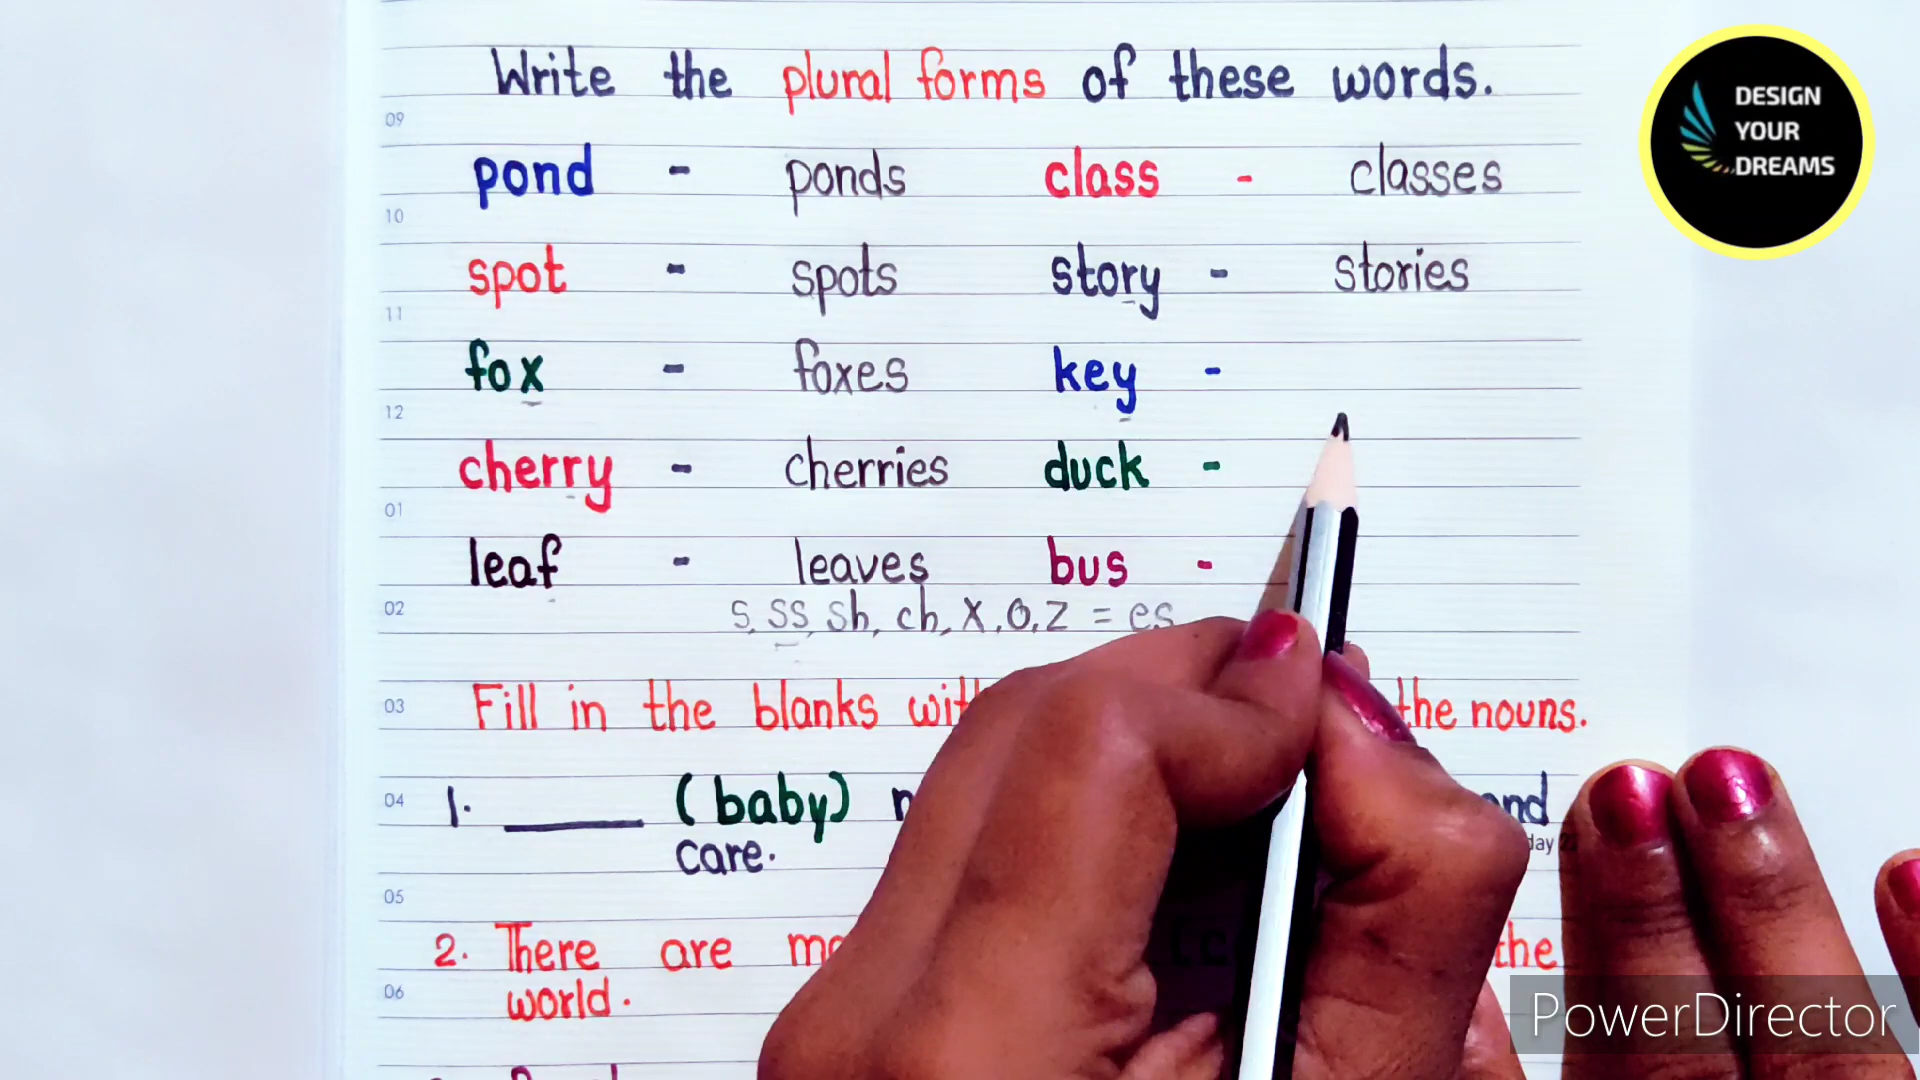 Write the plural forms of these words.
DESIGN
YOUR
DREAMS
09
pond - ponds class - classes
10
spot - spots story - stories
11
fox - foxes key -
12
cherry - cherries duck -
01
leaf - leaves bus -
02 s, ss, sh, ch, x, o, z = es
03 Fill in the blanks the nouns.
04 1. ____ (baby)
care.
05
2. There are the
06 world.
PowerDirector